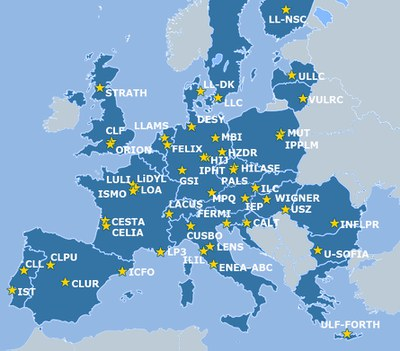 LL-NSC
ULLC
STRATH
LL-DK
LLC
VULRC
CLF
LLAMS
DESY
MUT
ORION
FELIX
MBI
IPPLM
HIJ
HZDR
LULI
LiDYL
IPHT
HILASE
ISMO
LOA
GSI
PALS
ILC
MPQ
WIGNER
LACUS
IEP
USZ
CESTA
FERMI
CALT
INFLPR
CELIA
CUSBO
LP3
LENS
U-SOFIA
CLL
CLPU
ILIL
ICFO
ENEA-ABC
IST
CLUR
ULF-FORTH